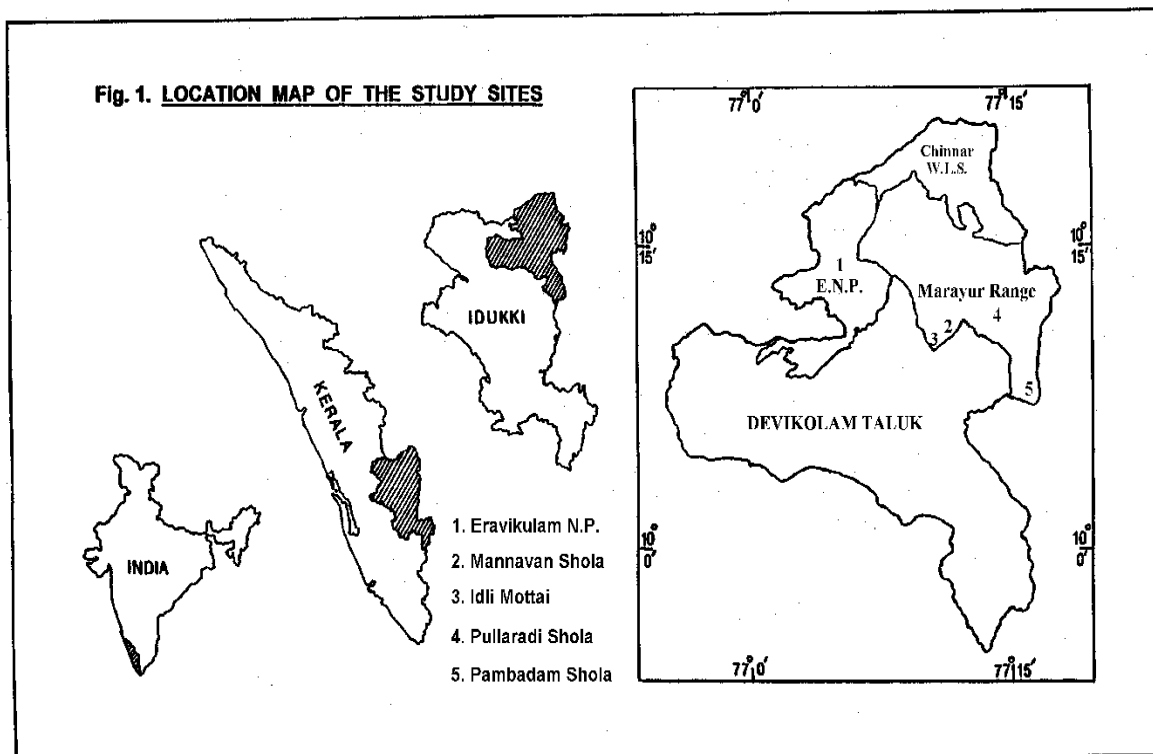 Fig. 1. LOCATION MAP OF THE STUDY SITES
INDIA
KERALA
IDUKKI
1. Eravikulam N.P.
2. Mannavan Shola
3. Idli Mottai
4. Pullaradi Shola
5. Pambadam Shola
77° 0′
77° 15′
Chinnar
W.L.S.
10°
15′
10°
15′
1
E.N.P.
Marayur Range
4
2
3
5
DEVIKOLAM TALUK
10°
0′
10°
0′
77° 0′
77° 15′